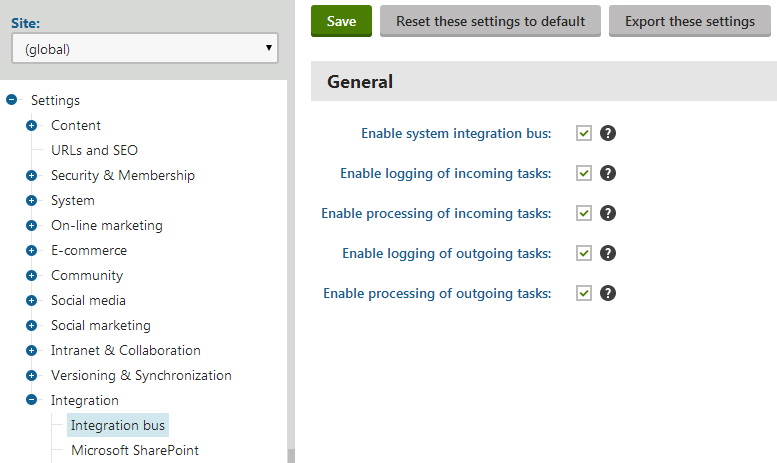 Site:
(global)
Settings
Content
URLs and SEO
Security & Membership
System
On-line marketing
E-commerce
Community
Social media
Social marketing
Intranet & Collaboration
Versioning & Synchronization
Integration
Integration bus
Microsoft SharePoint
Save
Reset these settings to default
Export these settings
General
Enable system integration bus:
Enable logging of incoming tasks:
Enable processing of incoming tasks:
Enable logging of outgoing tasks:
Enable processing of outgoing tasks: